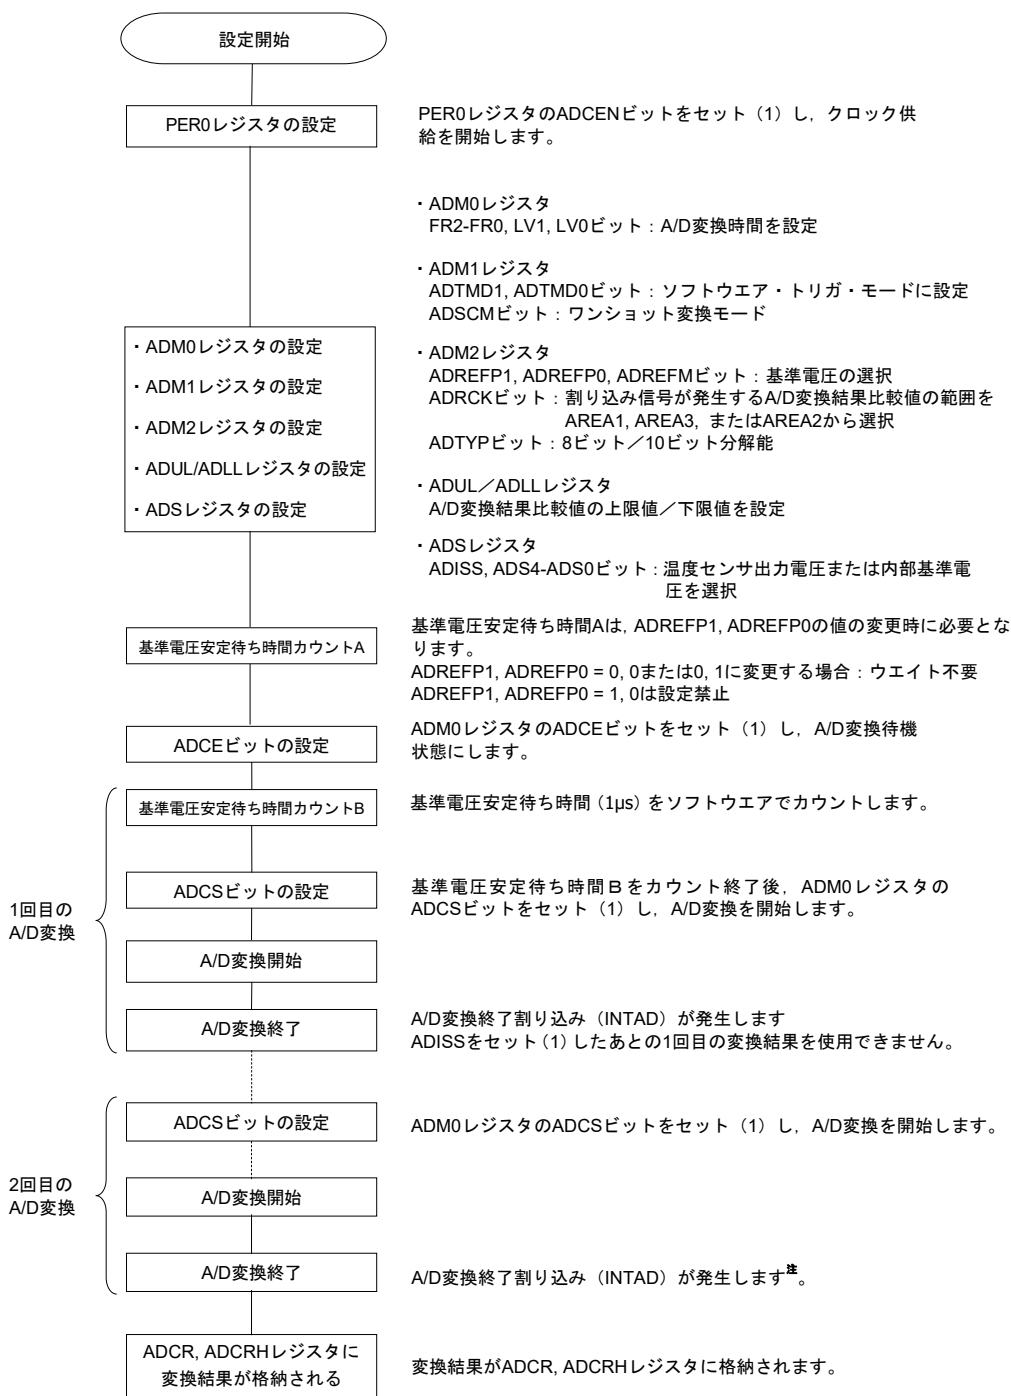 設定開始
PER0レジスタの設定
PER0レジスタのADCENビットをセット（1）し，クロック供
給を開始します。
・ADM0レジスタの設定
・ADM1レジスタの設定
・ADM2レジスタの設定
・ADUL/ADLLレジスタの設定
・ADSレジスタの設定
・ADM0レジスタ
FR2-FR0, LV1, LV0ビット：A/D変換時間を設定
・ADM1レジスタ
ADTMD1, ADTMD0ビット：ソフトウエア・トリガ・モードに設定
ADSCMビット：ワンショット変換モード
・ADM2レジスタ
ADREFP1, ADREFP0, ADREFMビット：基準電圧の選択
ADRCKビット：割り込み信号が発生するA/D変換結果比較値の範囲を
AREA1, AREA3, またはAREA2から選択
ADTYPビット：8ビット／10ビット分解能
・ADUL／ADLLレジスタ
A/D変換結果比較値の上限値／下限値を設定
・ADSレジスタ
ADISS, ADS4-ADS0ビット：温度センサ出力電圧または内部基準電
圧を選択
基準電圧安定待ち時間カウントA
基準電圧安定待ち時間Aは，ADREFP1, ADREFP0の値の変更時に必要とな
ります。
ADREFP1, ADREFP0 = 0, 0または0, 1に変更する場合：ウエイト不要
ADREFP1, ADREFP0 = 1, 0は設定禁止
ADCEビットの設定
ADM0レジスタのADCEビットをセット（1）し，A/D変換待機
状態にします。
1回目の
A/D変換
基準電圧安定待ち時間カウントB
基準電圧安定待ち時間（1μs）をソフトウエアでカウントします。
ADCSビットの設定
基準電圧安定待ち時間Ｂをカウント終了後，ADM0レジスタの
ADCSビットをセット（1）し，A/D変換を開始します。
A/D変換開始
A/D変換終了
A/D変換終了割り込み（INTAD）が発生します
ADISSをセット（1）したあとの1回目の変換結果を使用できません。
2回目の
A/D変換
ADCSビットの設定
ADM0レジスタのADCSビットをセット（1）し，A/D変換を開始します。
A/D変換開始
A/D変換終了
A/D変換終了割り込み（INTAD）が発生します注。
ADCR, ADCRHレジスタに
変換結果が格納される
変換結果がADCR, ADCRHレジスタに格納されます。